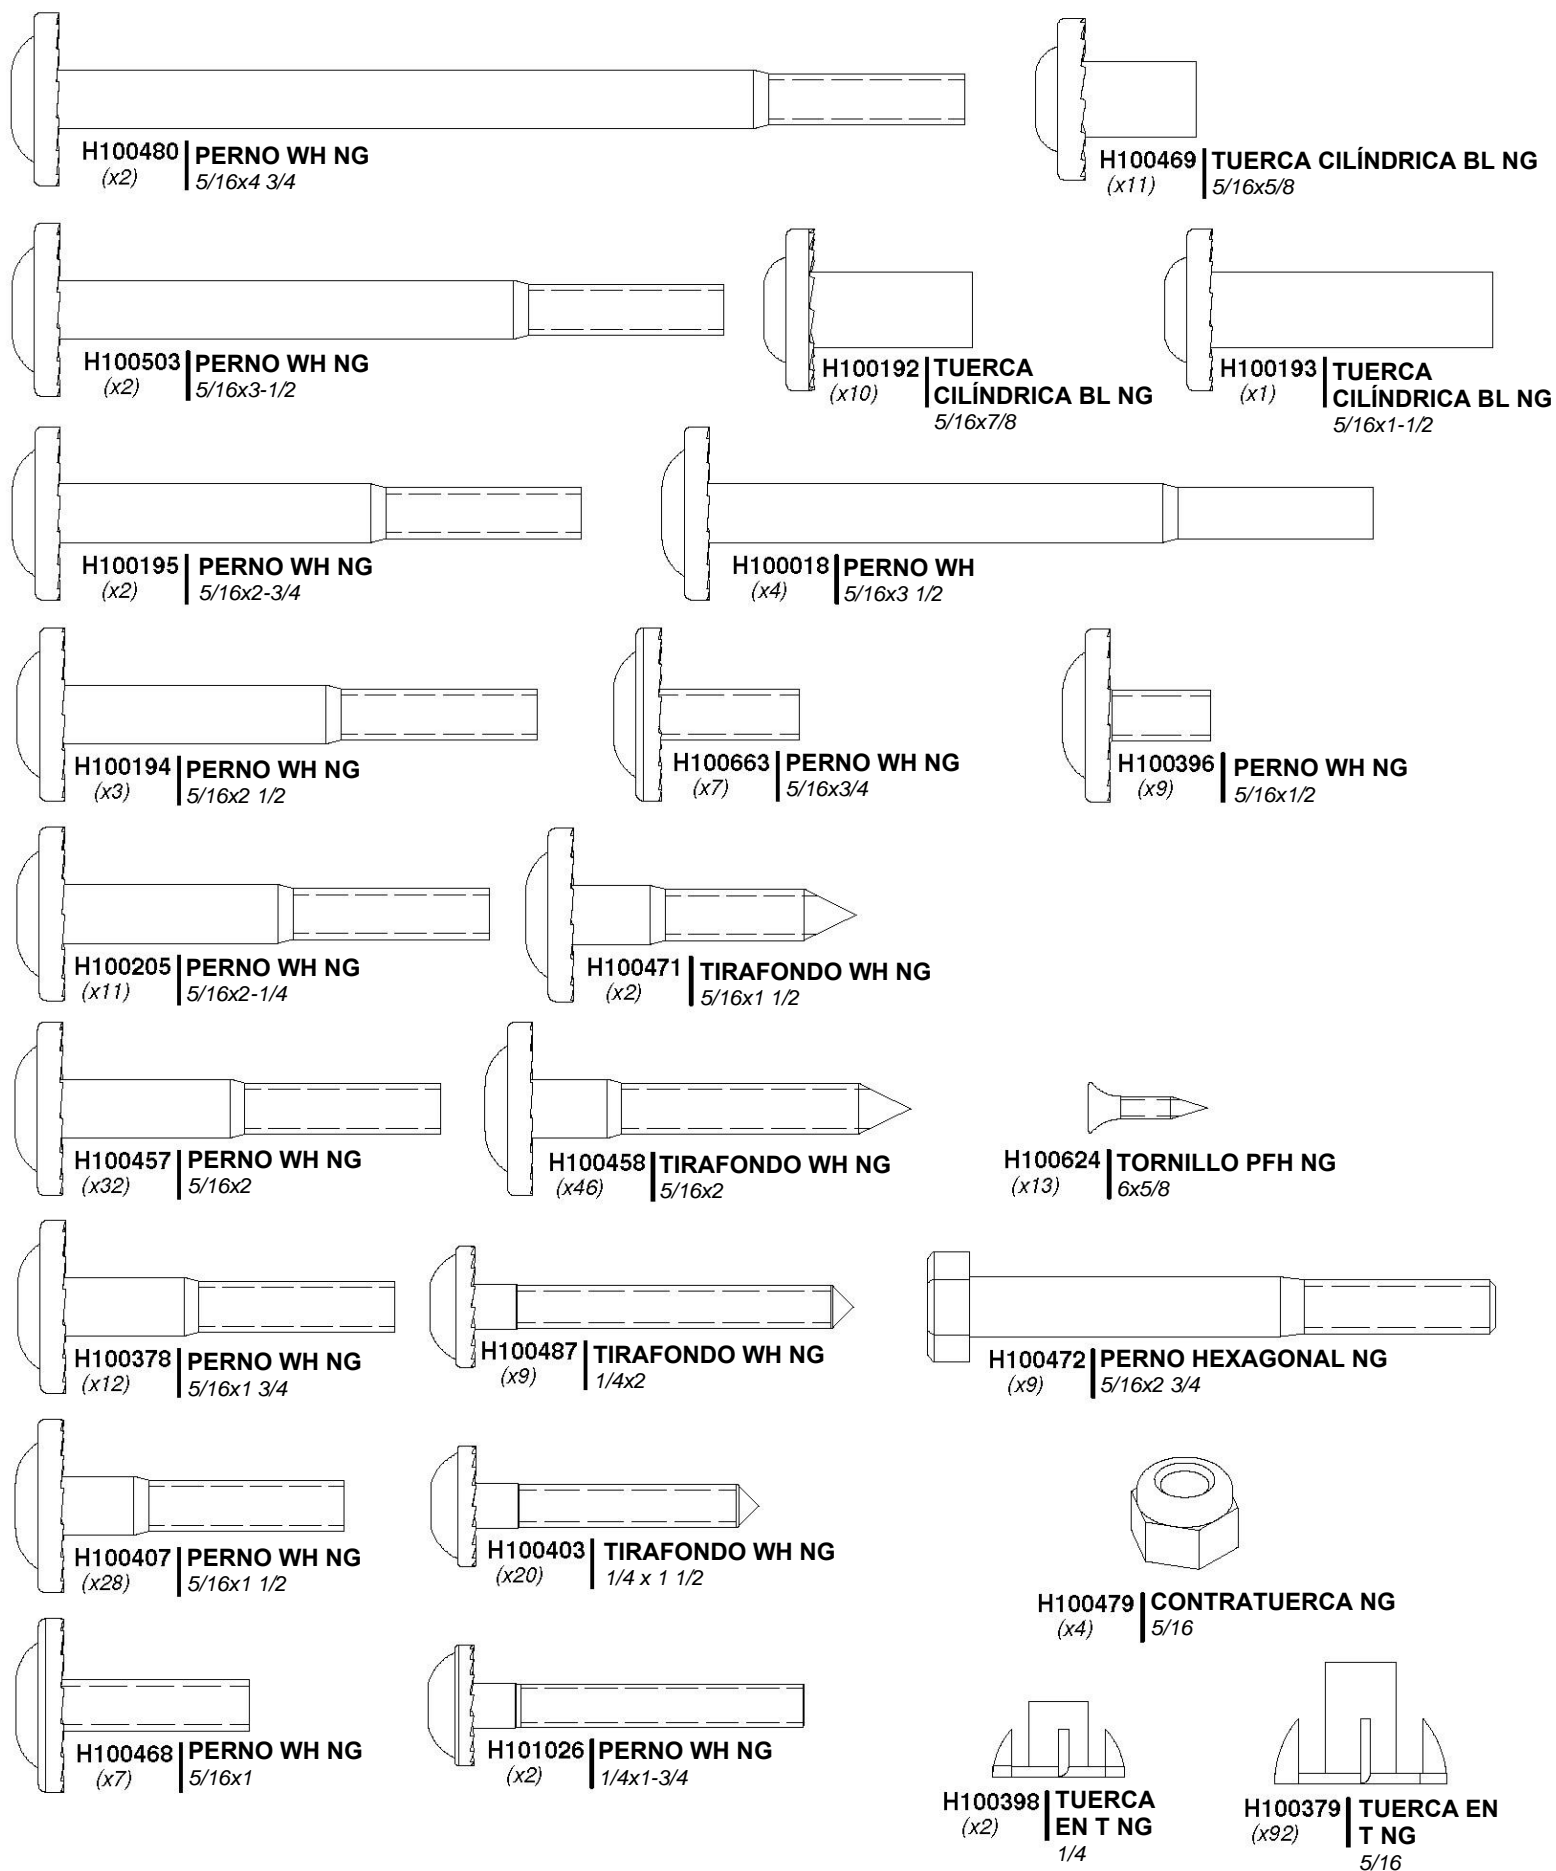 H100480 PERNO WH NG
(x2) 5/16x4 3/4
H100469 TUERCA CILÍNDRICA BL NG
(x11) 5/16x5/8
H100503 PERNO WH NG
(x2) 5/16x3-1/2
H100192 TUERCA
(x10) CILÍNDRICA BL NG
5/16x7/8
H100193 TUERCA
(x1) CILÍNDRICA BL NG
5/16x1-1/2
H100195 PERNO WH NG
(x2) 5/16x2-3/4
H100018 PERNO WH
(x4) 5/16x3 1/2
H100194 PERNO WH NG
(x3) 5/16x2 1/2
H100663 PERNO WH NG
(x7) 5/16x3/4
H100396 PERNO WH NG
(x9) 5/16x1/2
H100205 PERNO WH NG
(x11) 5/16x2-1/4
H100471 TIRAFONDO WH NG
(x2) 5/16x1 1/2
H100457 PERNO WH NG
(x32) 5/16x2
H100458 TIRAFONDO WH NG
(x46) 5/16x2
H100624 TORNILLO PFH NG
(x13) 6x5/8
H100378 PERNO WH NG
(x12) 5/16x1 3/4
H100487 TIRAFONDO WH NG
(x9) 1/4x2
H100472 PERNO HEXAGONAL NG
(x9) 5/16x2 3/4
H100407 PERNO WH NG
(x28) 5/16x1 1/2
H100403 TIRAFONDO WH NG
(x20) 1/4 x 1 1/2
H100479 CONTRATUERCA NG
(x4) 5/16
H100468 PERNO WH NG
(x7) 5/16x1
H101026 PERNO WH NG
(x2) 1/4x1-3/4
H100398 TUERCA
(x2) EN T NG
1/4
H100379 TUERCA EN
(x92) T NG
5/16